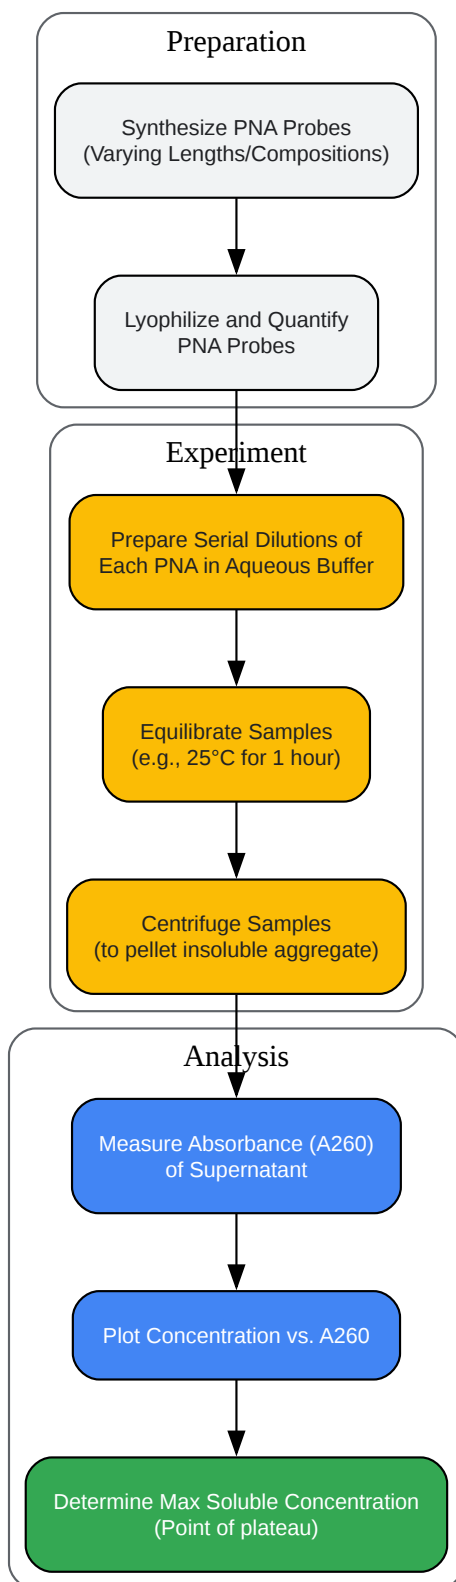 Preparation
Synthesize PNA Probes
(Varying Lengths/Compositions)
Lyophilize and Quantify
PNA Probes
Experiment
Prepare Serial Dilutions of
Each PNA in Aqueous Buffer
Equilibrate Samples
(e.g., 25°C for 1 hour)
Centrifuge Samples
(to pellet insoluble aggregate)
Analysis
Measure Absorbance (A260)
of Supernatant
Plot Concentration vs. A260
Determine Max Soluble Concentration
(Point of plateau)